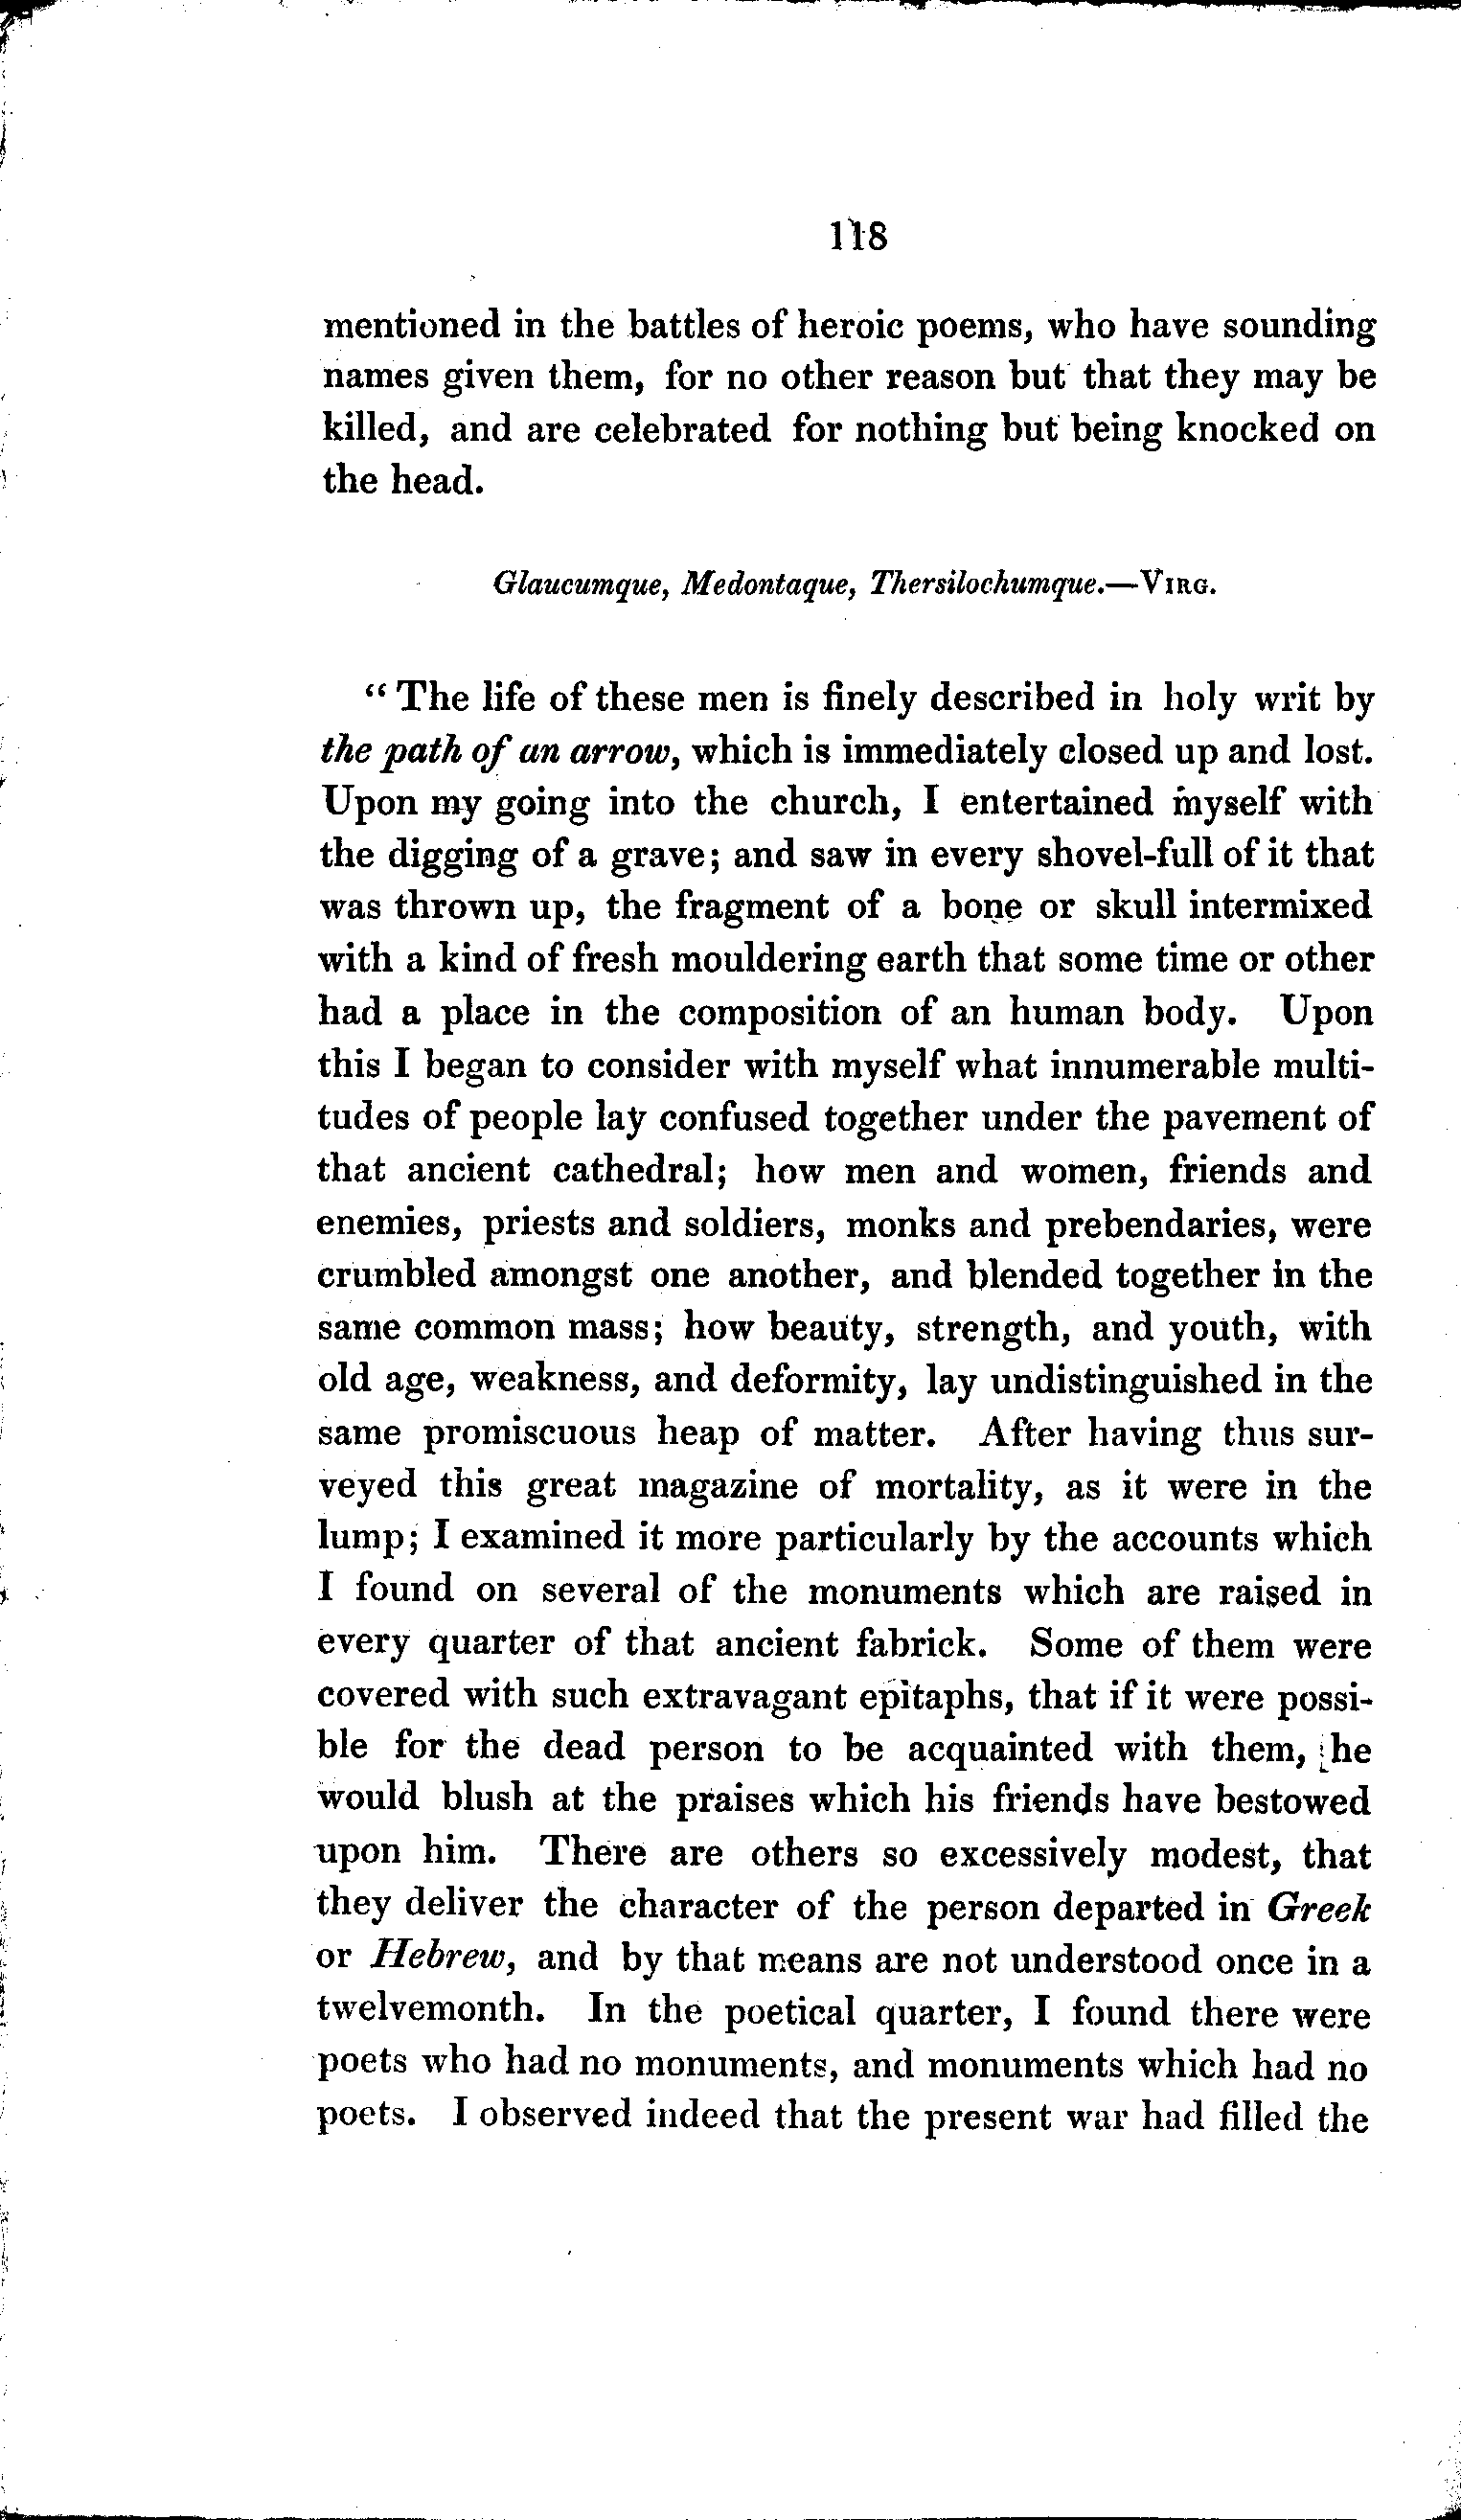 118
mentioned in the battles of heroic poems, who have sounding
names given them, for no other reason but that they may be
killed, and are celebrated for nothing but being knocked on
the head.
Glaucumque, Medontaque, Thersilochumque.—VIRG.
“ The life of these men is finely described in holy writ by
the path of an arrow, which is immediately closed up and lost.
Upon my going into the church, I entertained myself with
the digging of a grave; and saw in every shovel-full of it that
was thrown up, the fragment of a bone or skull intermixed
with a kind of fresh mouldering earth that some time or other
had a place in the composition of an human body. Upon
this I began to consider with myself what innumerable multi-
tudes of people lay confused together under the pavement of
that ancient cathedral; how men and women, friends and
enemies, priests and soldiers, monks and prebendaries, were
crumbled amongst one another, and blended together in the
same common mass; how beauty, strength, and youth, with
old age, weakness, and deformity, lay undistinguished in the
same promiscuous heap of matter. After having thus sur-
veyed this great magazine of mortality, as it were in the
lump; I examined it more particularly by the accounts which
I found on several of the monuments which are raised in
every quarter of that ancient fabrick. Some of them were
covered with such extravagant epitaphs, that if it were possi-
ble for the dead person to be acquainted with them, he
would blush at the praises which his friends have bestowed
upon him. There are others so excessively modest, that
they deliver the character of the person departed in Greek
or Hebrew, and by that means are not understood once in a
twelvemonth. In the poetical quarter, I found there were
poets who had no monuments, and monuments which had no
poets. I observed indeed that the present war had filled the